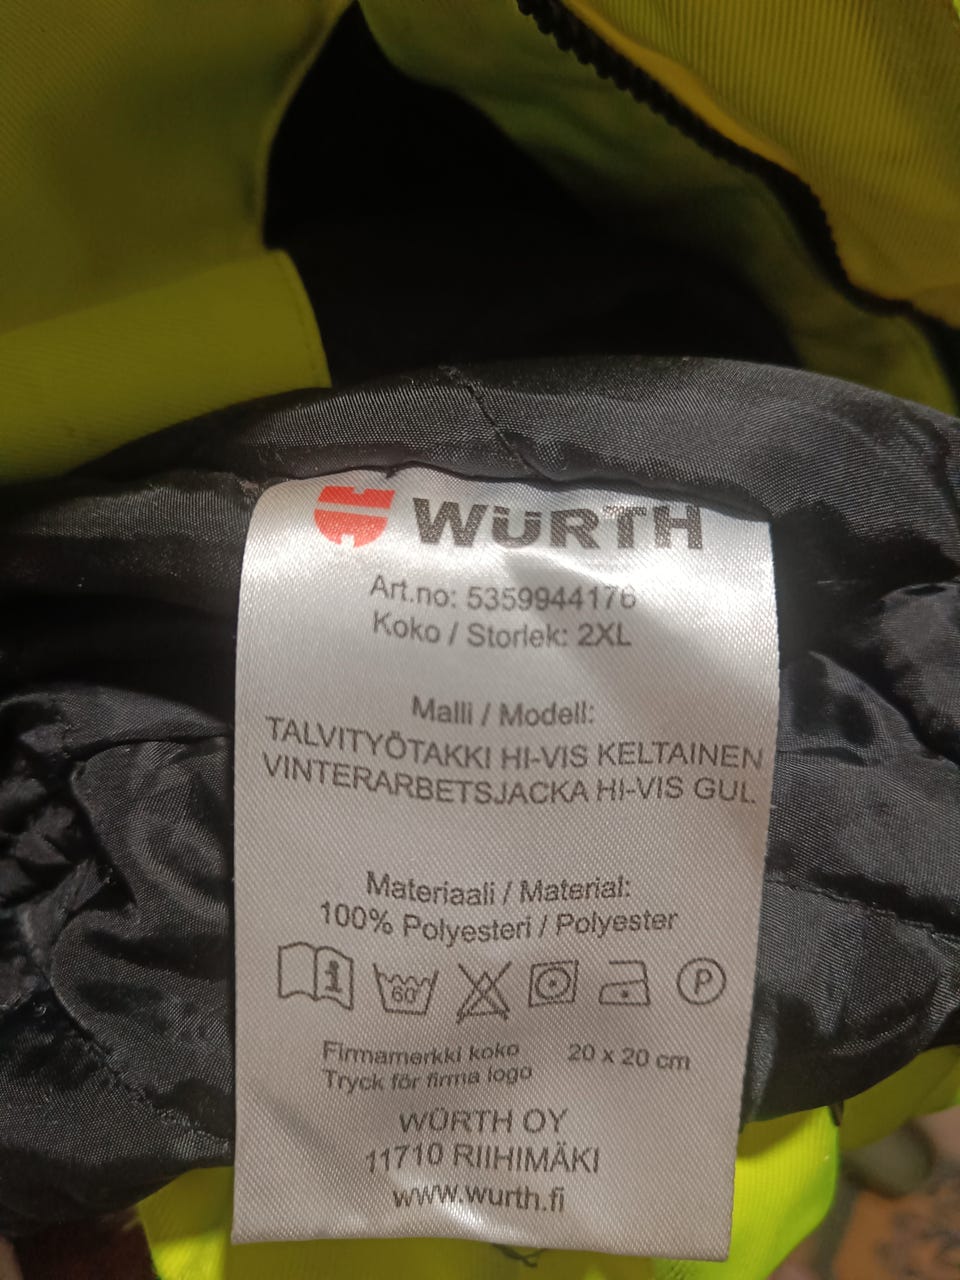 WÜRTH
Art.no: 5359944176
Koko / Storlek: 2XL
Malli / Modell:
TALVITYÖTAKKI HI-VIS KELTAINEN
VINTERARBETSJACKA HI-VIS GUL
Materiaali / Material:
100% Polyesteri / Polyester
60
P
Firmamerkki koko 20 x 20 cm
Tryck för firma logo
WÜRTH OY
11710 RIIHIMÄKI
www.wurth.fi